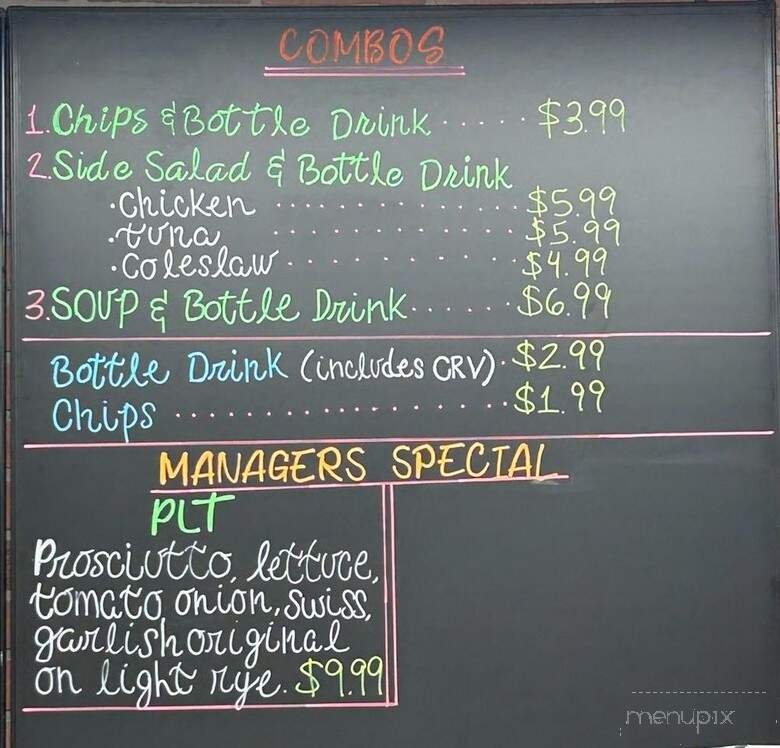 COMBOS
1. Chips & Bottle Drink ..... $3.99
2. Side Salad & Bottle Drink
·Chicken .............. $5.99
·tuna .............. $5.99
·Coleslaw ........... $4.99
3. SOUP & Bottle Drink ...... $6.99
Bottle Drink (includes CRV) . $2.99
Chips ................. $1.99
MANAGERS SPECIAL
PLT
Prosciutto, lettuce,
tomato onion, swiss,
garlish original
on light rye. $9.99
menupix